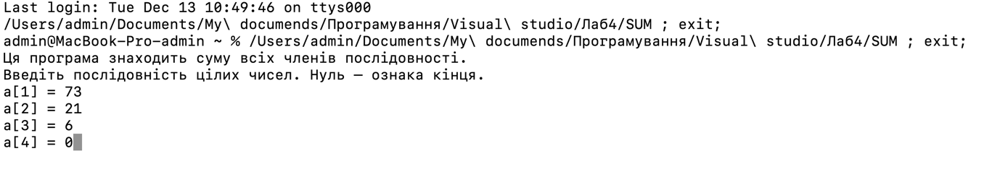 Last login: Tue Dec 13 10:49:46 on ttys000
/Users/admin/Documents/My\ documends/Програмування/Visual\ studio/Лаб4/SUM ; exit;
admin@MacBook-Pro-admin ~ % /Users/admin/Documents/My\ documends/Програмування/Visual\ studio/Лаб4/SUM ; exit;
Ця програма знаходить суму всіх членів послідовності.
Введіть послідовність цілих чисел. Нуль — ознака кінця.
a[1] = 73
a[2] = 21
a[3] = 6
a[4] = 0